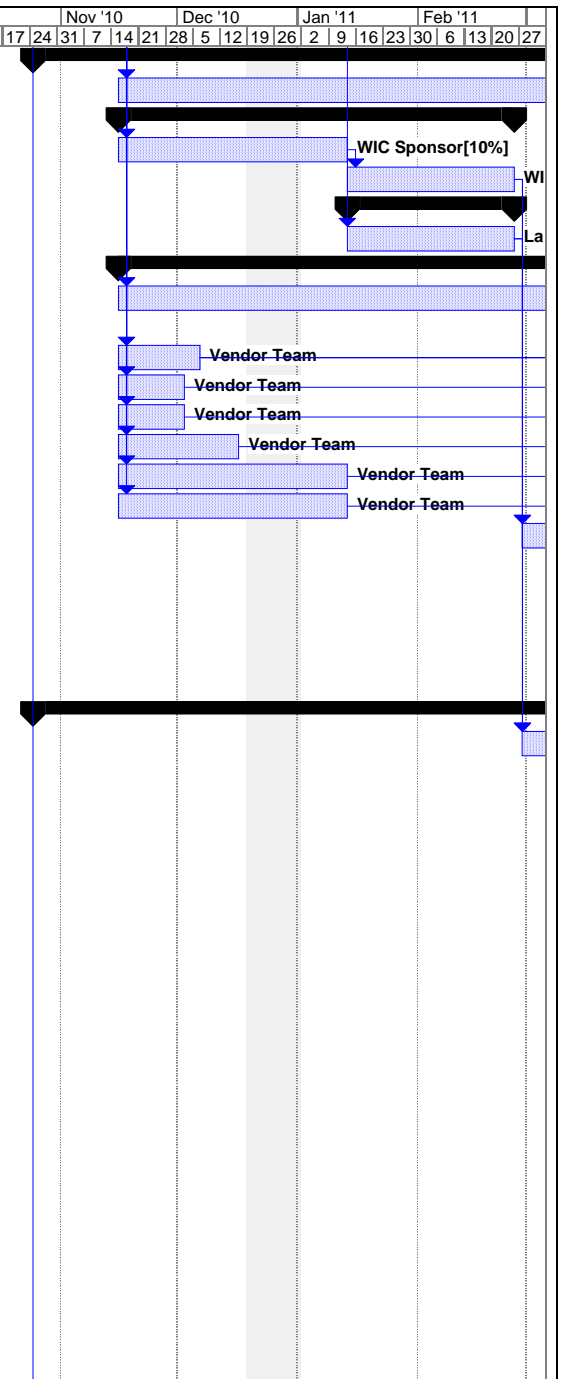 Nov '10 Dec '10 Jan '11 Feb '11
17 24 31 7 14 21 28 5 12 19 26 2 9 16 23 30 6 13 20 27
WIC Sponsor[10%]
WI
La
Vendor Team
Vendor Team
Vendor Team
Vendor Team
Vendor Team
Vendor Team